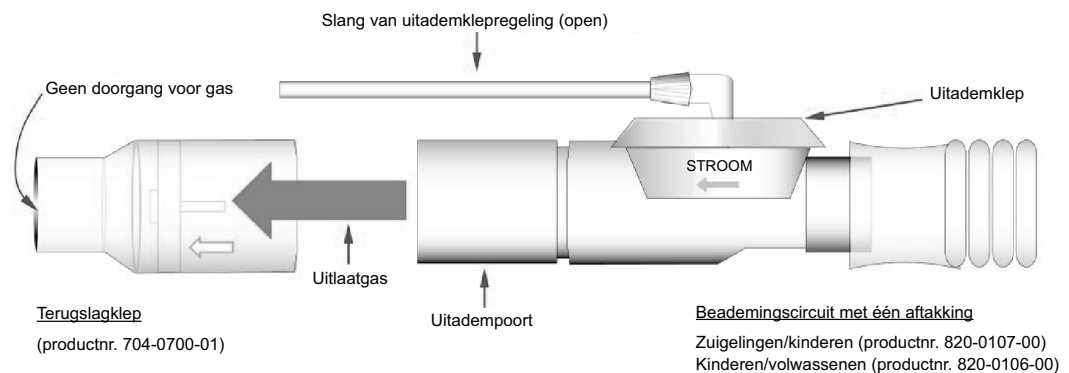 Slang van uitademklepregeling (open)
Geen doorgang voor gas
Uitademklep
STROOM
Uitlaatgas
Uitadempoort
Terugslagklep
(productnr. 704-0700-01)
Beademingscircuit met één aftakking
Zuigelingen/kinderen (productnr. 820-0107-00)
Kinderen/volwassenen (productnr. 820-0106-00)